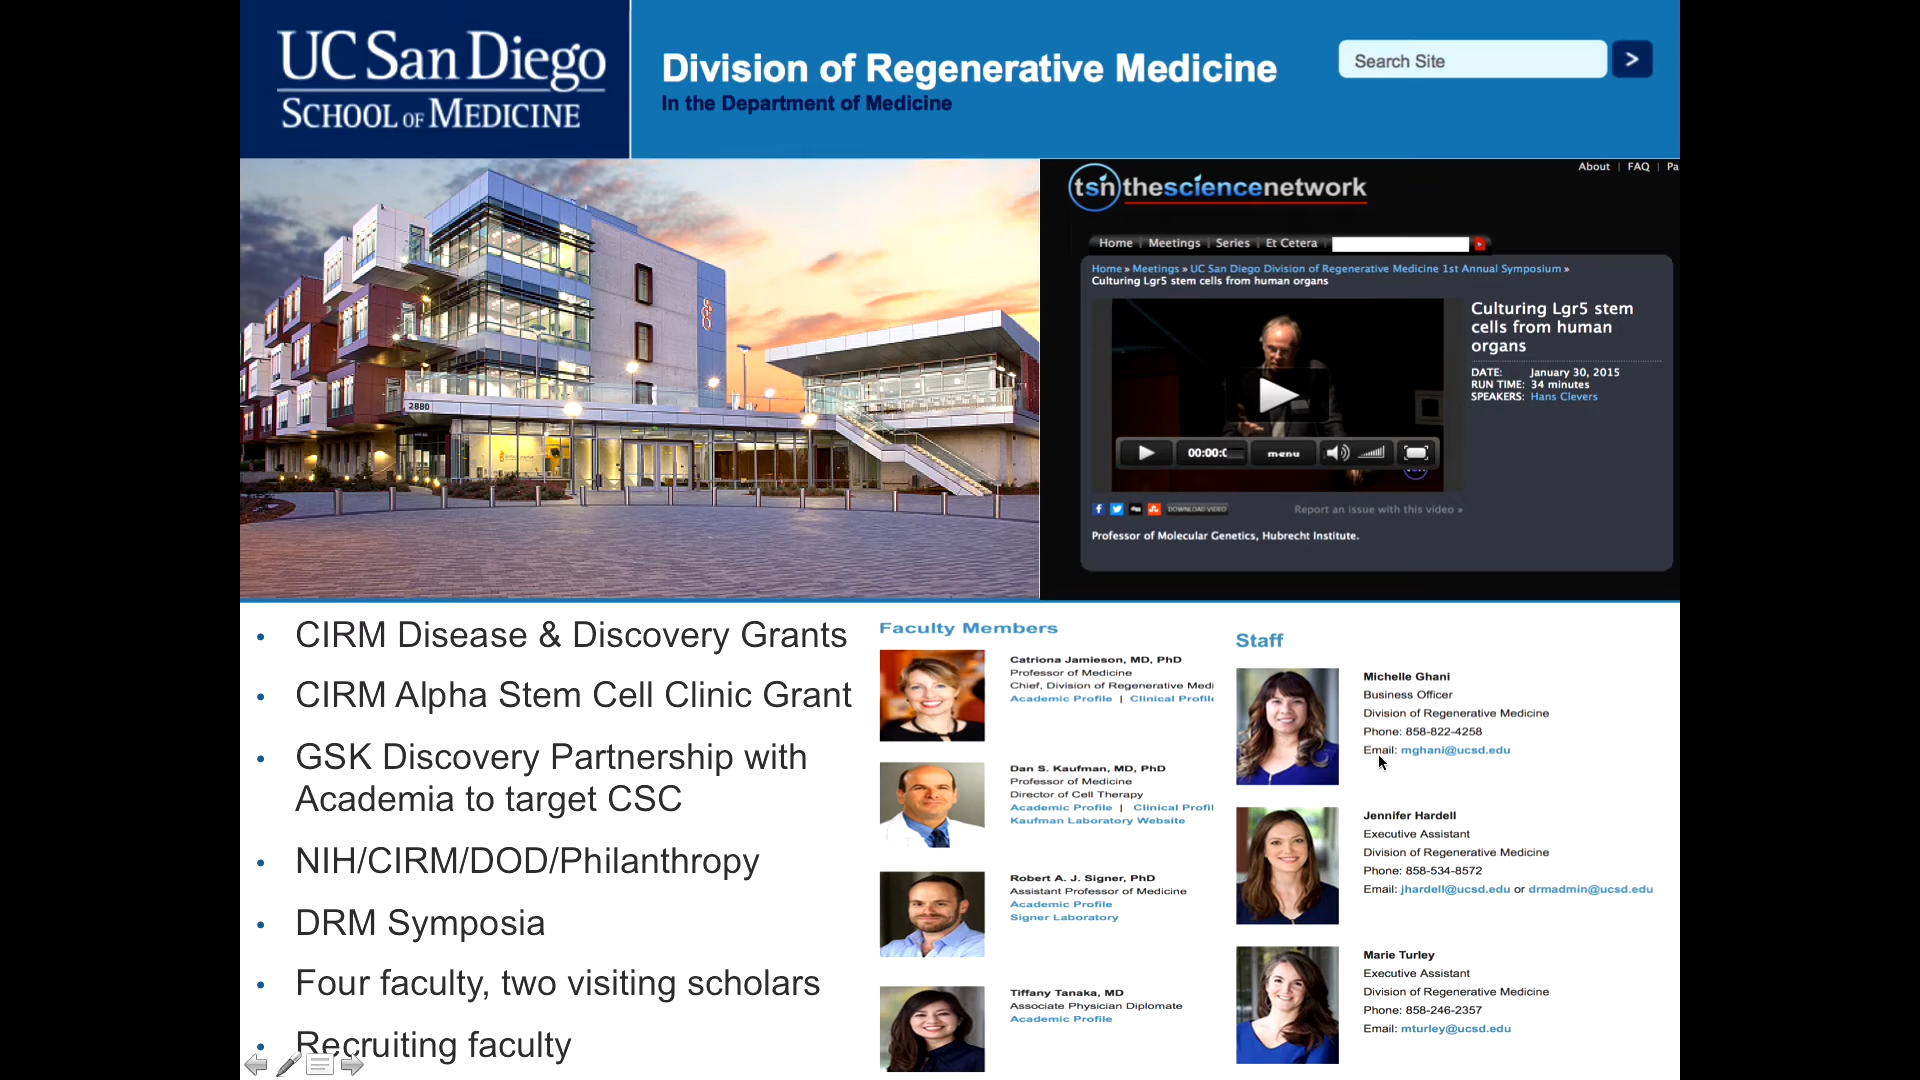 UC San Diego
SCHOOL OF MEDICINE
Division of Regenerative Medicine
In the Department of Medicine
Search Site
>
2880
About | FAQ | Pa
tsn thesciencenetwork
Home | Meetings | Series | Et Cetera
Home » Meetings » UC San Diego Division of Regenerative Medicine 1st Annual Symposium »
Culturing Lgr5 stem cells from human organs
Culturing Lgr5 stem
cells from human
organs
DATE: January 30, 2015
RUN TIME: 34 minutes
SPEAKERS: Hans Clevers
00:00:0
menu
DOWNLOAD VIDEO
Report an issue with this video »
Professor of Molecular Genetics, Hubrecht Institute.
• CIRM Disease & Discovery Grants
• CIRM Alpha Stem Cell Clinic Grant
• GSK Discovery Partnership with
Academia to target CSC
• NIH/CIRM/DOD/Philanthropy
• DRM Symposia
• Four faculty, two visiting scholars
• Recruiting faculty
Faculty Members
Catriona Jamieson, MD, PhD
Professor of Medicine
Chief, Division of Regenerative Medi
Academic Profile | Clinical Profile
Dan S. Kaufman, MD, PhD
Professor of Medicine
Director of Cell Therapy
Academic Profile | Clinical Profil
Kaufman Laboratory Website
Robert A. J. Signer, PhD
Assistant Professor of Medicine
Academic Profile
Signer Laboratory
Tiffany Tanaka, MD
Associate Physician Diplomate
Academic Profile
Staff
Michelle Ghani
Business Officer
Division of Regenerative Medicine
Phone: 858-822-4258
Email: mghani@ucsd.edu
Jennifer Hardell
Executive Assistant
Division of Regenerative Medicine
Phone: 858-534-8572
Email: jhardell@ucsd.edu or drmadmin@ucsd.edu
Marie Turley
Executive Assistant
Division of Regenerative Medicine
Phone: 858-246-2357
Email: mturley@ucsd.edu